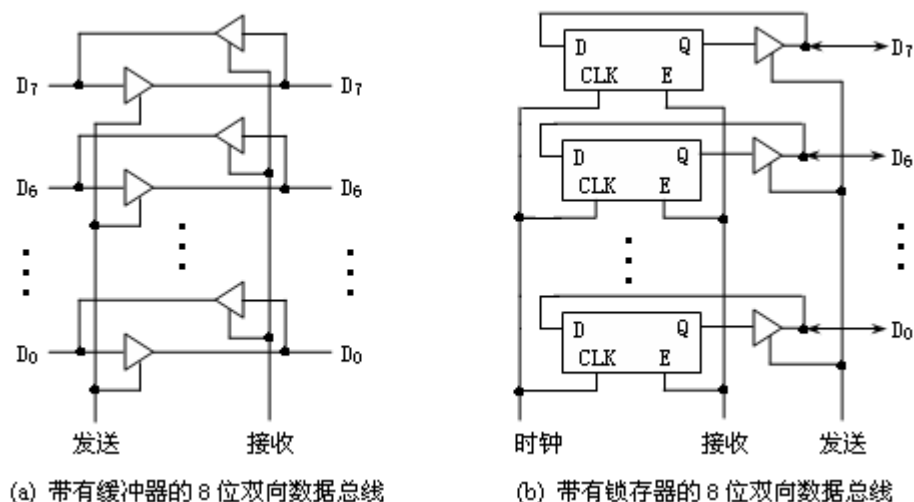 D7 D7
D6 D6
D0 D0
发送 接收
(a) 带有缓冲器的 8 位双向数据总线
D Q
CLK E
D7
D Q
CLK E
D6
D Q
CLK E
D0
时钟 接收 发送
(b) 带有锁存器的 8 位双向数据总线